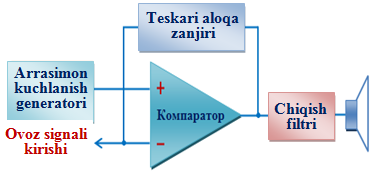 Teskari aloqa
zanjiri
Arrasimon
kuchlanish
generatori
+
Компаратор
Chiqish
filtri
Ovoz signali
kirishi
−